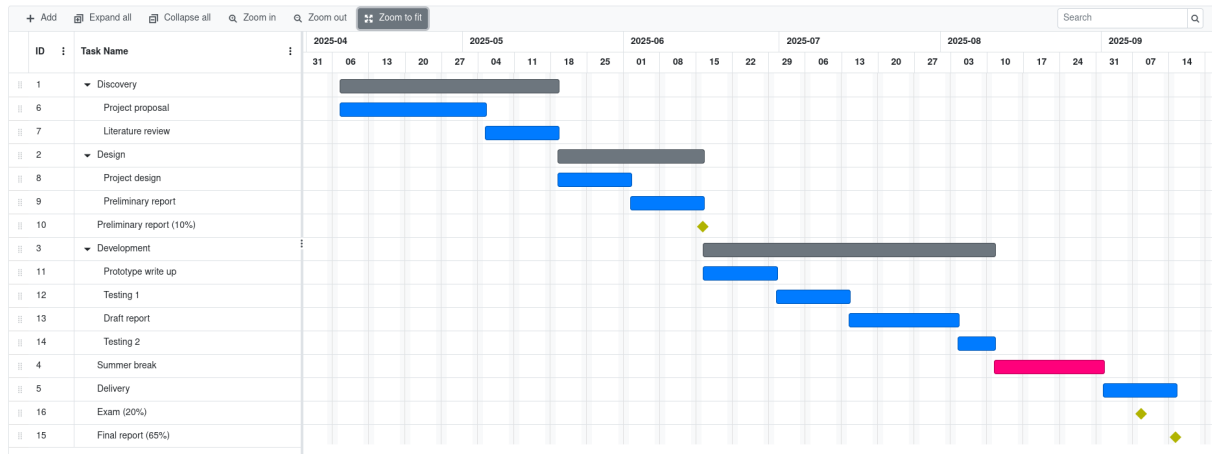 Add Expand all Collapse all Zoom in Zoom out Zoom to fit Search
2025-04 2025-05 2025-06 2025-07 2025-08 2025-09
ID Task Name
31 06 13 20 27 04 11 18 25 01 08 15 22 29 06 13 20 27 03 10 17 24 31 07 14
1 Discovery
6 Project proposal
7 Literature review
2 Design
8 Project design
9 Preliminary report
10 Preliminary report (10%)
3 Development
11 Prototype write up
12 Testing 1
13 Draft report
14 Testing 2
4 Summer break
5 Delivery
16 Exam (20%)
15 Final report (65%)